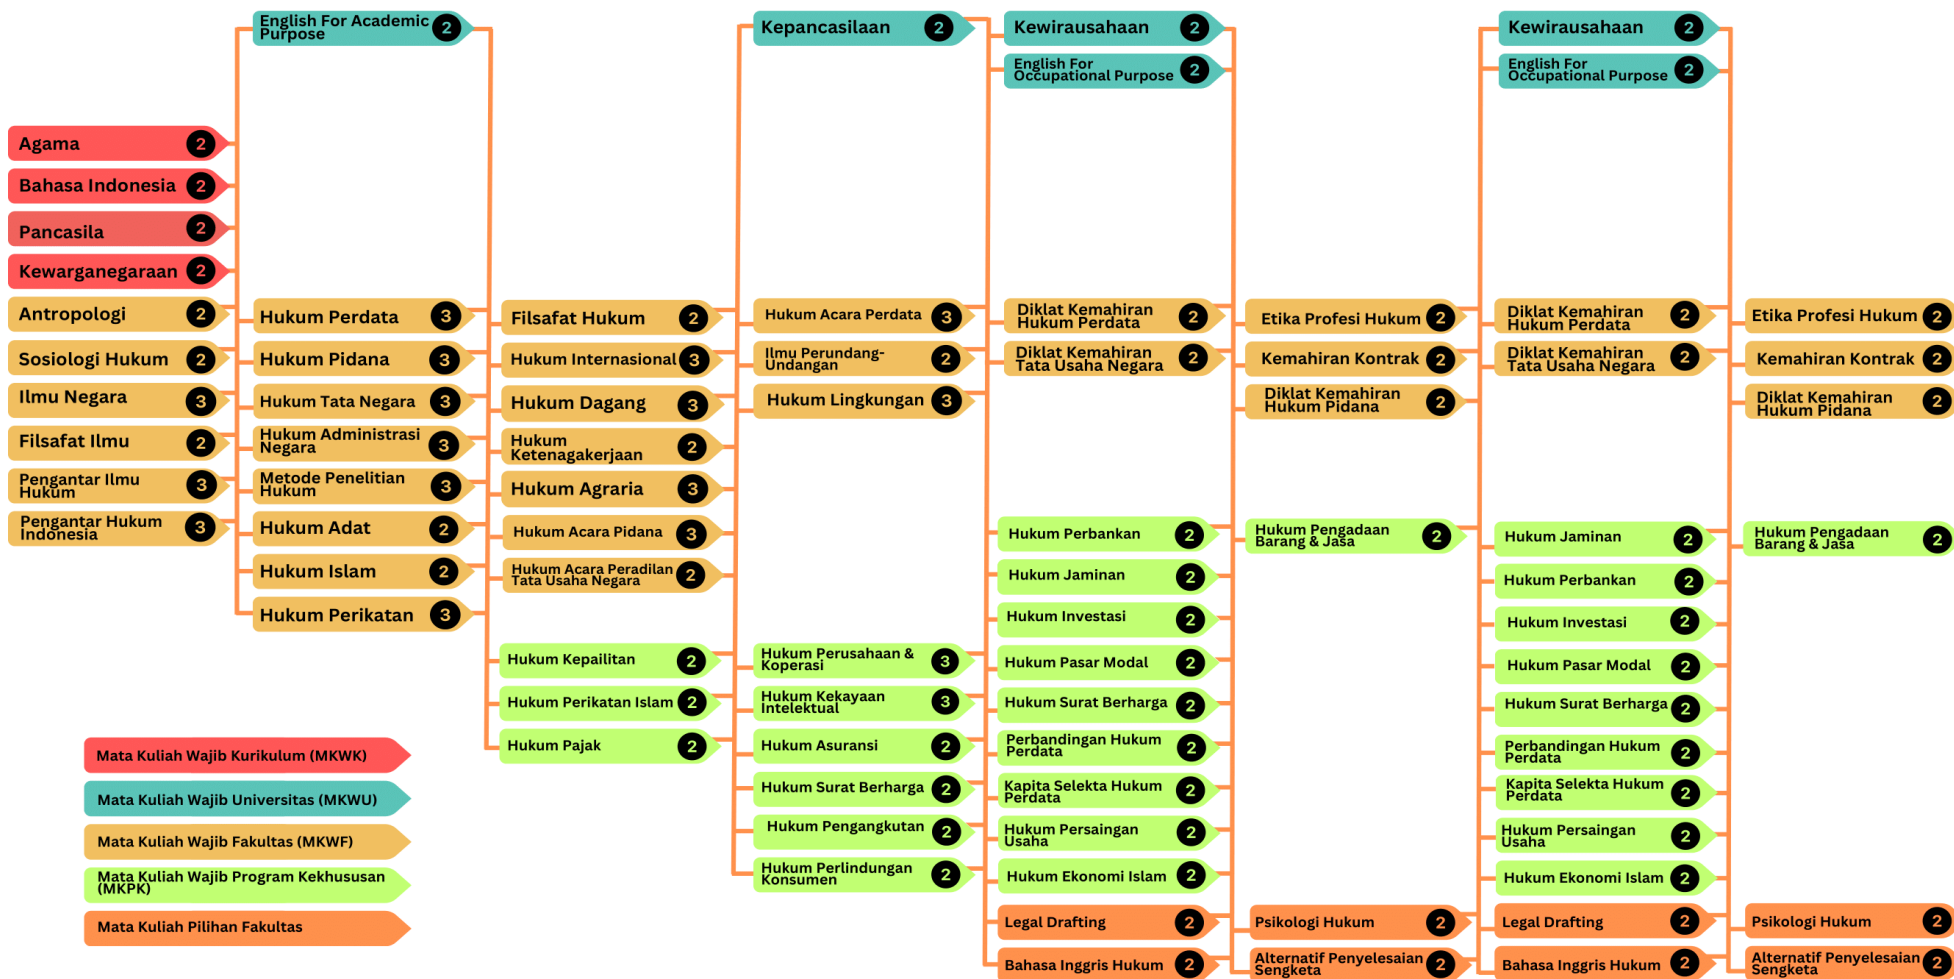 Agama
2
Bahasa Indonesia
2
Pancasila
2
Kewarganegaraan
2
Antropologi
2
Sosiologi Hukum
2
Ilmu Negara
3
Filsafat Ilmu
2
Pengantar Ilmu
Hukum
3
Pengantar Hukum
Indonesia
3
Mata Kuliah Wajib Kurikulum (MKWK)
Mata Kuliah Wajib Universitas (MKWU)
Mata Kuliah Wajib Fakultas (MKWF)
Mata Kuliah Wajib Program Kekhususan
(MKPK)
Mata Kuliah Pilihan Fakultas
English For Academic
Purpose
2
Hukum Perdata
3
Hukum Pidana
3
Hukum Tata Negara
3
Hukum Administrasi
Negara
3
Metode Penelitian
Hukum
3
Hukum Adat
2
Hukum Islam
2
Hukum Perikatan
3
Filsafat Hukum
2
Hukum Internasional
3
Hukum Dagang
3
Hukum
Ketenagakerjaan
2
Hukum Agraria
3
Hukum Acara Pidana
3
Hukum Acara Peradilan
Tata Usaha Negara
2
Hukum Kepailitan
2
Hukum Perikatan Islam
2
Hukum Pajak
2
Kepancasilaan
2
Hukum Acara Perdata
3
Ilmu Perundang-
Undangan
2
Hukum Lingkungan
3
Hukum Perusahaan &
Koperasi
3
Hukum Kekayaan
Intelektual
3
Hukum Asuransi
2
Hukum Surat Berharga
2
Hukum Pengangkutan
2
Hukum Perlindungan
Konsumen
2
Kewirausahaan
2
English For
Occupational Purpose
2
Diklat Kemahiran
Hukum Perdata
2
Diklat Kemahiran
Tata Usaha Negara
2
Hukum Perbankan
2
Hukum Jaminan
2
Hukum Investasi
2
Hukum Pasar Modal
2
Hukum Surat Berharga
2
Perbandingan Hukum
Perdata
2
Kapita Selekta Hukum
Perdata
2
Hukum Persaingan
Usaha
2
Hukum Ekonomi Islam
2
Legal Drafting
2
Bahasa Inggris Hukum
2
Etika Profesi Hukum
2
Kemahiran Kontrak
2
Diklat Kemahiran
Hukum Pidana
2
Hukum Pengadaan
Barang & Jasa
2
Psikologi Hukum
2
Alternatif Penyelesaian
Sengketa
2
Kewirausahaan
2
English For
Occupational Purpose
2
Diklat Kemahiran
Hukum Perdata
2
Diklat Kemahiran
Tata Usaha Negara
2
Hukum Jaminan
2
Hukum Perbankan
2
Hukum Investasi
2
Hukum Pasar Modal
2
Hukum Surat Berharga
2
Perbandingan Hukum
Perdata
2
Kapita Selekta Hukum
Perdata
2
Hukum Persaingan
Usaha
2
Hukum Ekonomi Islam
2
Legal Drafting
2
Bahasa Inggris Hukum
2
Etika Profesi Hukum
2
Kemahiran Kontrak
2
Diklat Kemahiran
Hukum Pidana
2
Hukum Pengadaan
Barang & Jasa
2
Psikologi Hukum
2
Alternatif Penyelesaian
Sengketa
2